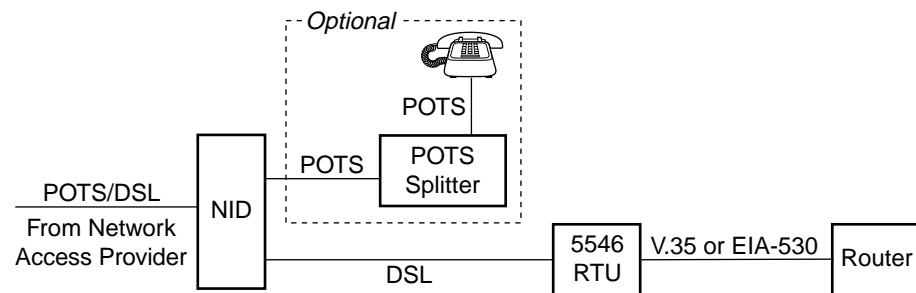 Optional
POTS
POTS
POTS
Splitter
POTS/DSL
NID
From Network
Access Provider
DSL
5546
RTU
V.35 or EIA-530
Router